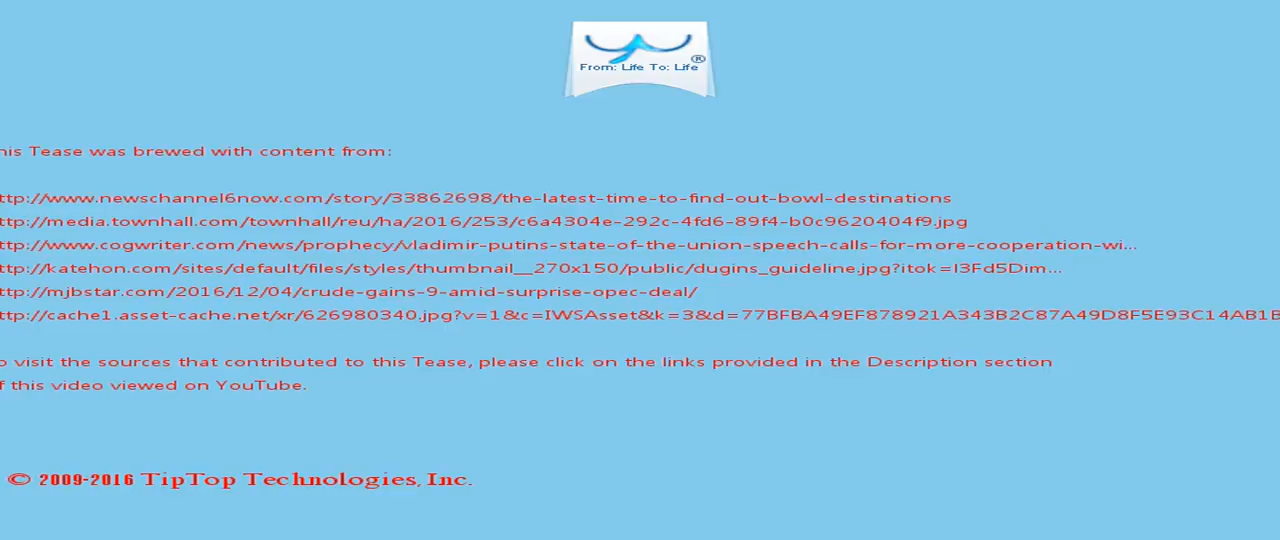 From: Life To: Life ®
his Tease was brewed with content from:
ttp://www.newschannel6now.com/story/33862698/the-latest-time-to-find-out-bowl-destinations
ttp://media.townhall.com/townhall/reu/ha/2016/253/c6a4304e-292c-4fd6-89f4-b0c9620404f9.jpg
ttp://www.cogwriter.com/news/prophecy/vladimir-putins-state-of-the-union-speech-calls-for-more-cooperation-wi...
ttp://katehon.com/sites/default/files/styles/thumbnail__270x150/public/dugins_guideline.jpg?itok=I3Fd5Dim...
ttp://mjbstar.com/2016/12/04/crude-gains-9-amid-surprise-opec-deal/
ttp://cache1.asset-cache.net/xr/626980340.jpg?v=1&c=IWSAsset&k=3&d=77BFBA49EF878921A343B2C87A49D8F5E93C14AB1B
o visit the sources that contributed to this Tease, please click on the links provided in the Description section
f this video viewed on YouTube.
© 2009-2016 TipTop Technologies, Inc.